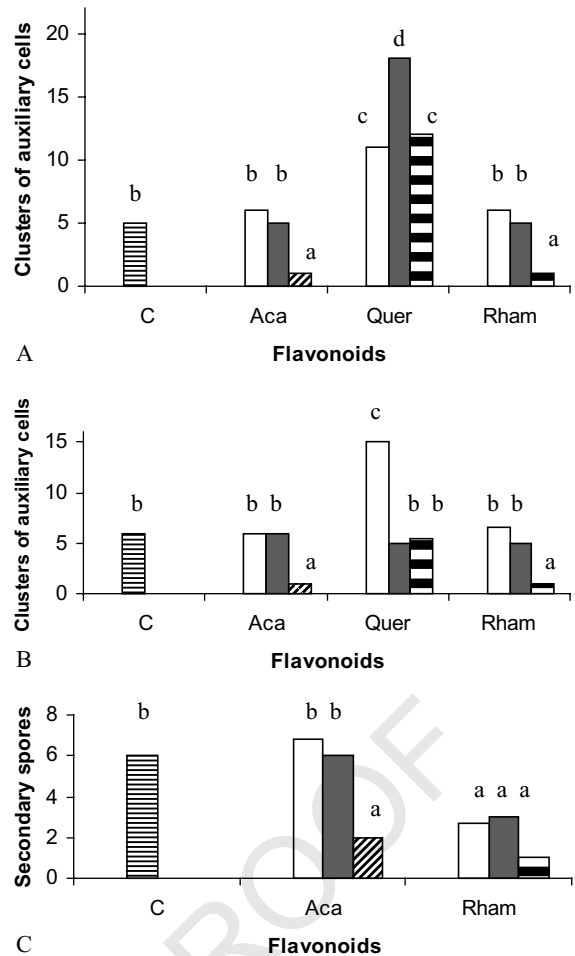 Clusters of auxiliary cells
20
15
10
5
0
b
b b
a
c
d
c
b b
a
C Aca Quer Rham
A
Flavonoids
Clusters of auxiliary cells
15
10
5
0
b
b b
a
c
b b
b b
a
C Aca Quer Rham
B
Flavonoids
Secondary spores
8
6
4
2
0
b
b b
a
a a a
C Aca Rham
C
Flavonoids
PROOF